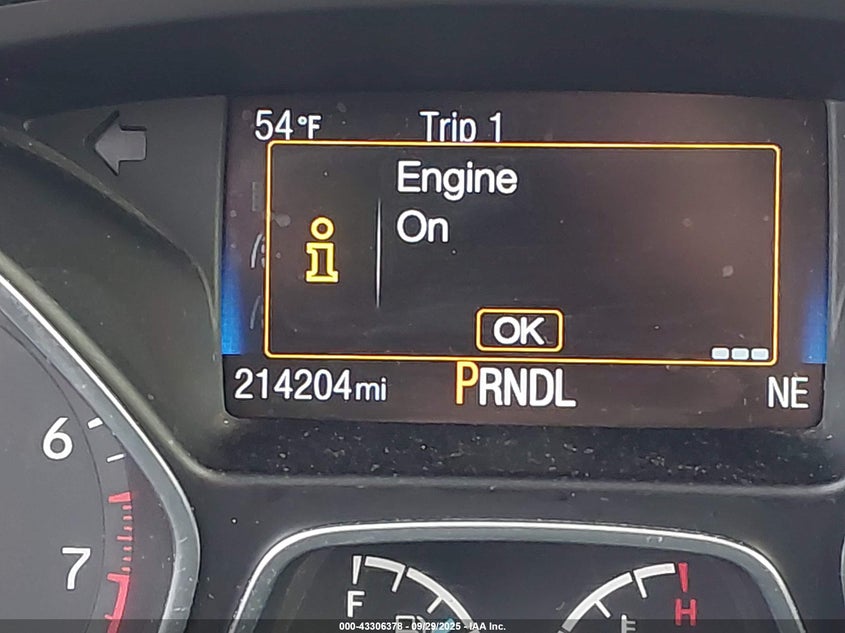 54°F Trip 1
Engine
On
i
OK
214204mi PRNDL NE
6
7
F
H
000-43306378 - 09/29/2025 - IAA Inc.